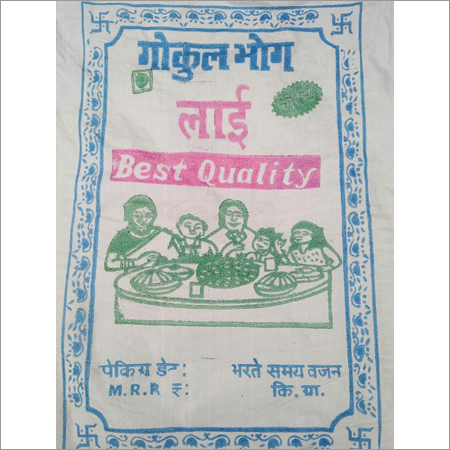 गोकुल भोग
लाई
Best Quality
पेकिंग डेट: भरते समय वजन
M.R.R ₹: कि. ग्रा.